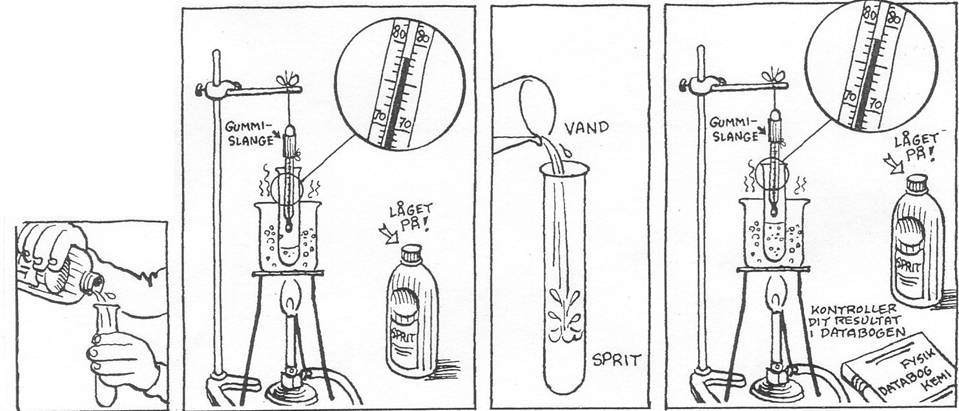 80 80
70 70
GUMMI-
SLANGE
LÅGET
PÅ!
SPRIT
VAND
SPRIT
80 80
70 70
GUMMI-
SLANGE
LÅGET
PÅ!
SPRIT
KONTROLLER
DIT RESULTAT
I DATABOGEN
FYSIK
DATABOG
KEMI